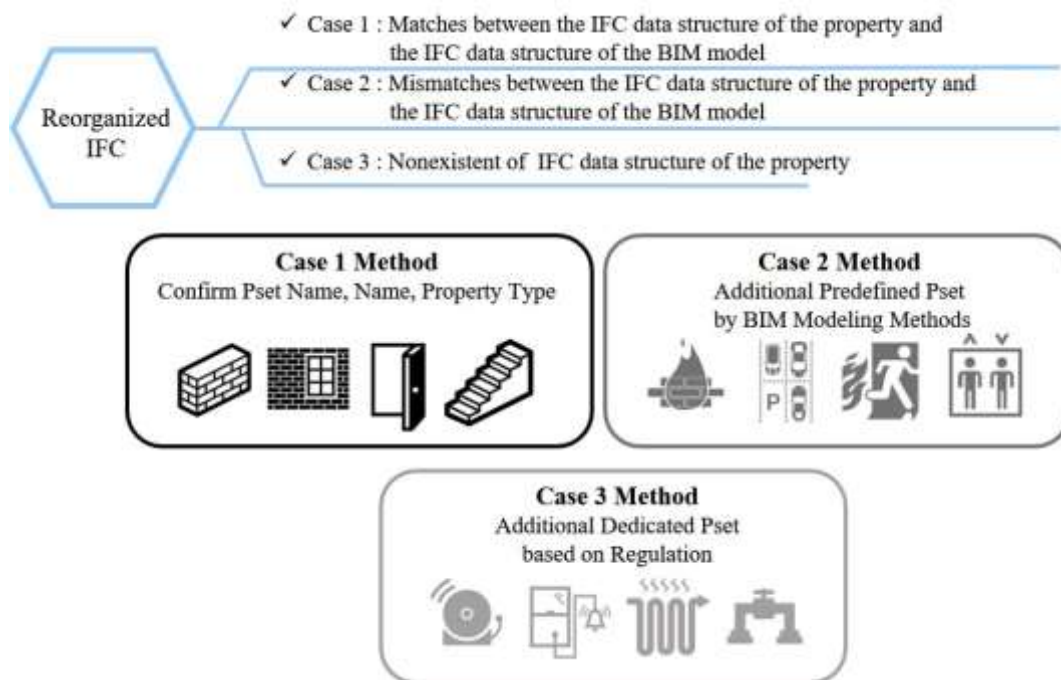 ✓ Case 1 : Matches between the IFC data structure of the property and
the IFC data structure of the BIM model
✓ Case 2 : Mismatches between the IFC data structure of the property and
the IFC data structure of the BIM model
Reorganized
IFC
✓ Case 3 : Nonexistent of IFC data structure of the property
Case 1 Method
Confirm Pset Name, Name, Property Type
Case 2 Method
Additional Predefined Pset
by BIM Modeling Methods
P
Case 3 Method
Additional Dedicated Pset
based on Regulation